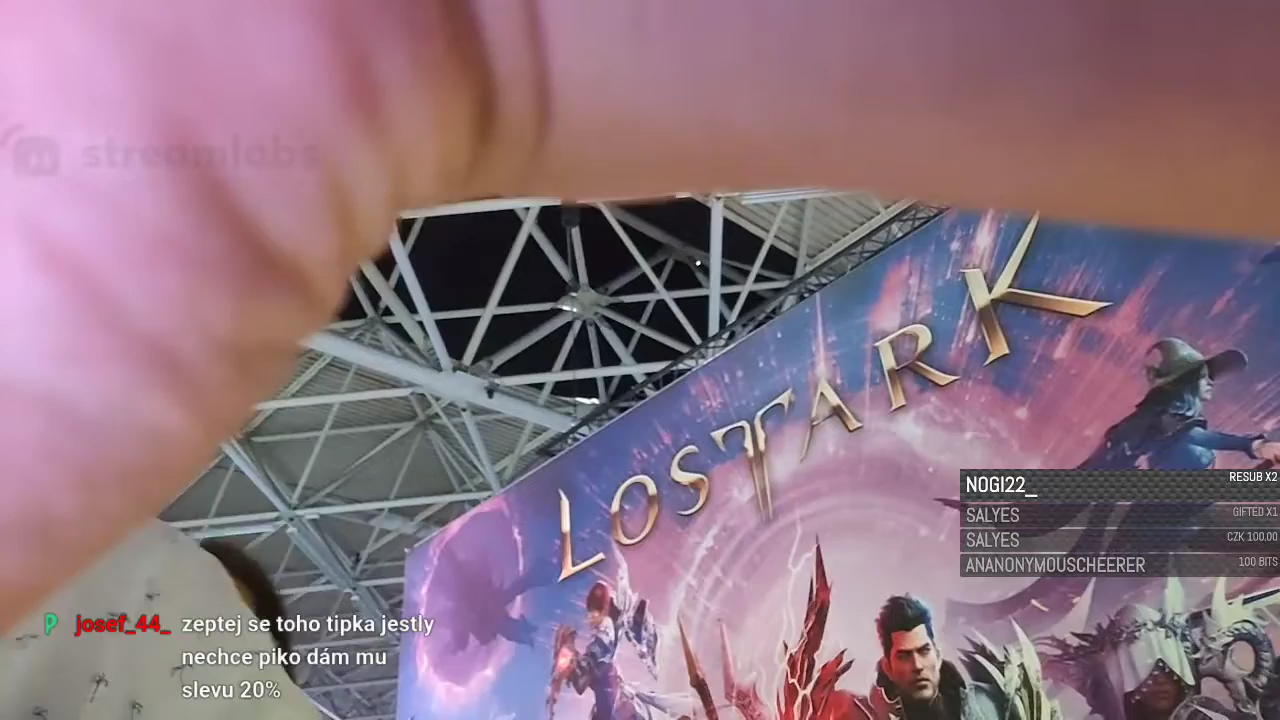 streamlabs
LOST ARK
NOGI22_ RESUB X2
SALYES GIFTED X1
SALYES CZK 100.00
ANANONYMOUSCHEERER 100 BITS
josef_44_ zeptej se toho tipka jestly
nechce piko dám mu
slevu 20%